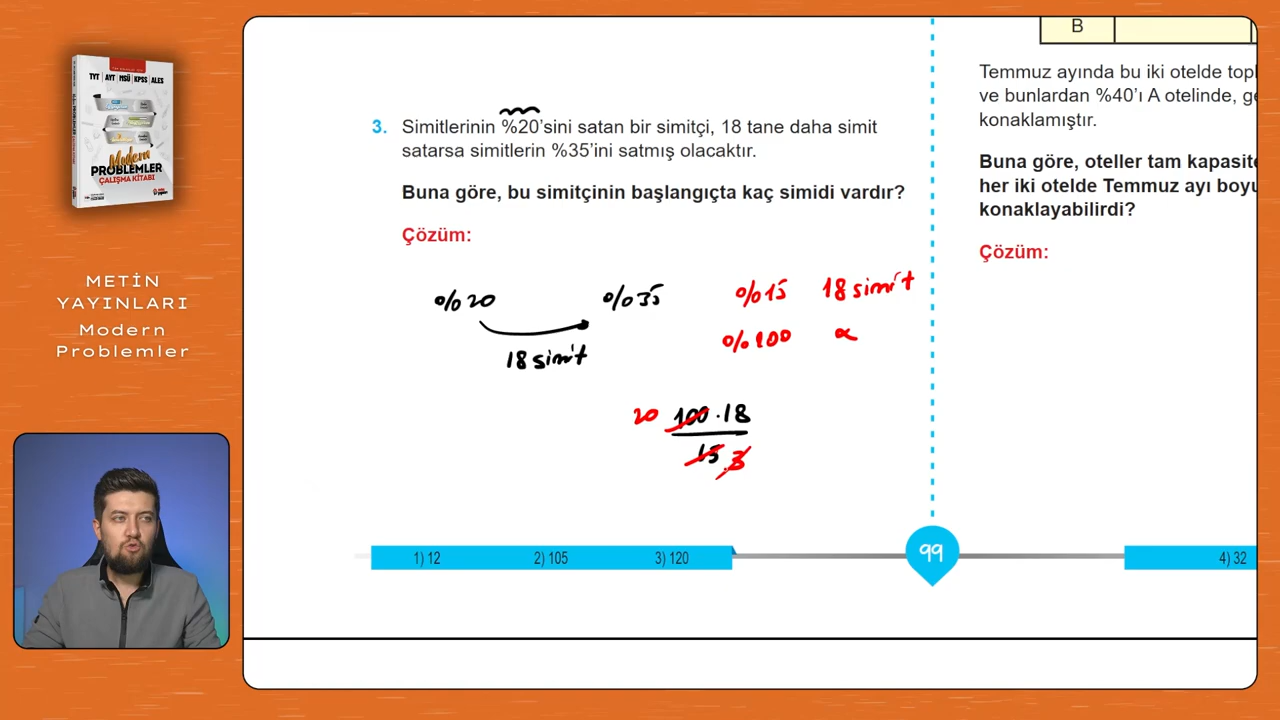 TYT | AYT | MSÜ | KPSS | ALES
Modern
PROBLEMLER
ÇALIŞMA KİTABI
METİN
YAYINLARI
Modern
Problemler
3. Simitlerinin %20'sini satan bir simitçi, 18 tane daha simit
satarsa simitlerin %35'ini satmış olacaktır.
Buna göre, bu simitçinin başlangıçta kaç simidi vardır?
Çözüm:
%20 %35
18 simit
%15 18 simit
%100 x
20 100 · 18
15 3
1) 12 2) 105 3) 120
99
B
Temmuz ayında bu iki otelde topl
ve bunlardan %40'ı A otelinde, ge
konaklamıştır.
Buna göre, oteller tam kapasite
her iki otelde Temmuz ayı boyu
konaklayabilirdi?
Çözüm:
4) 32